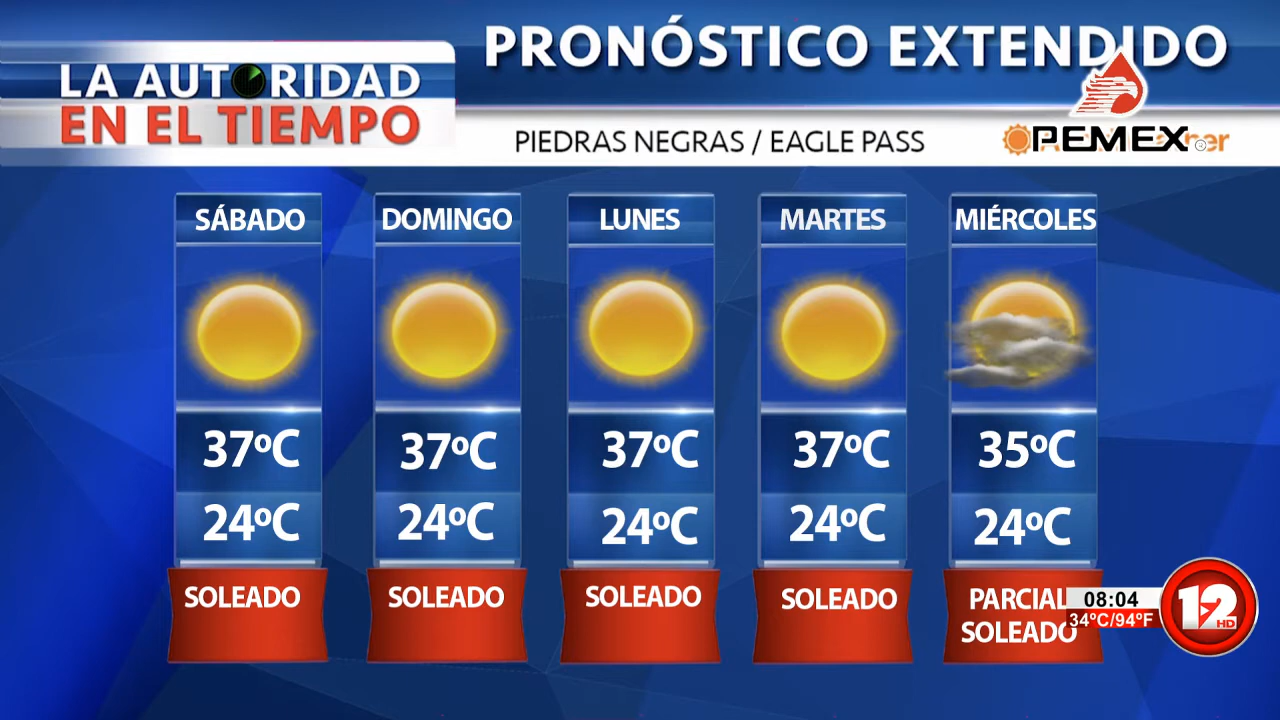 PRONÓSTICO EXTENDIDO
LA AUTORIDAD
EN EL TIEMPO
PIEDRAS NEGRAS / EAGLE PASS
PEMEX
SÁBADO
DOMINGO
LUNES
MARTES
MIÉRCOLES
37ºC
37ºC
37ºC
37ºC
35ºC
24ºC
24ºC
24ºC
24ºC
24ºC
SOLEADO
SOLEADO
SOLEADO
SOLEADO
PARCIAL
SOLEADO
08:04
34ºC/94ºF
12
HD